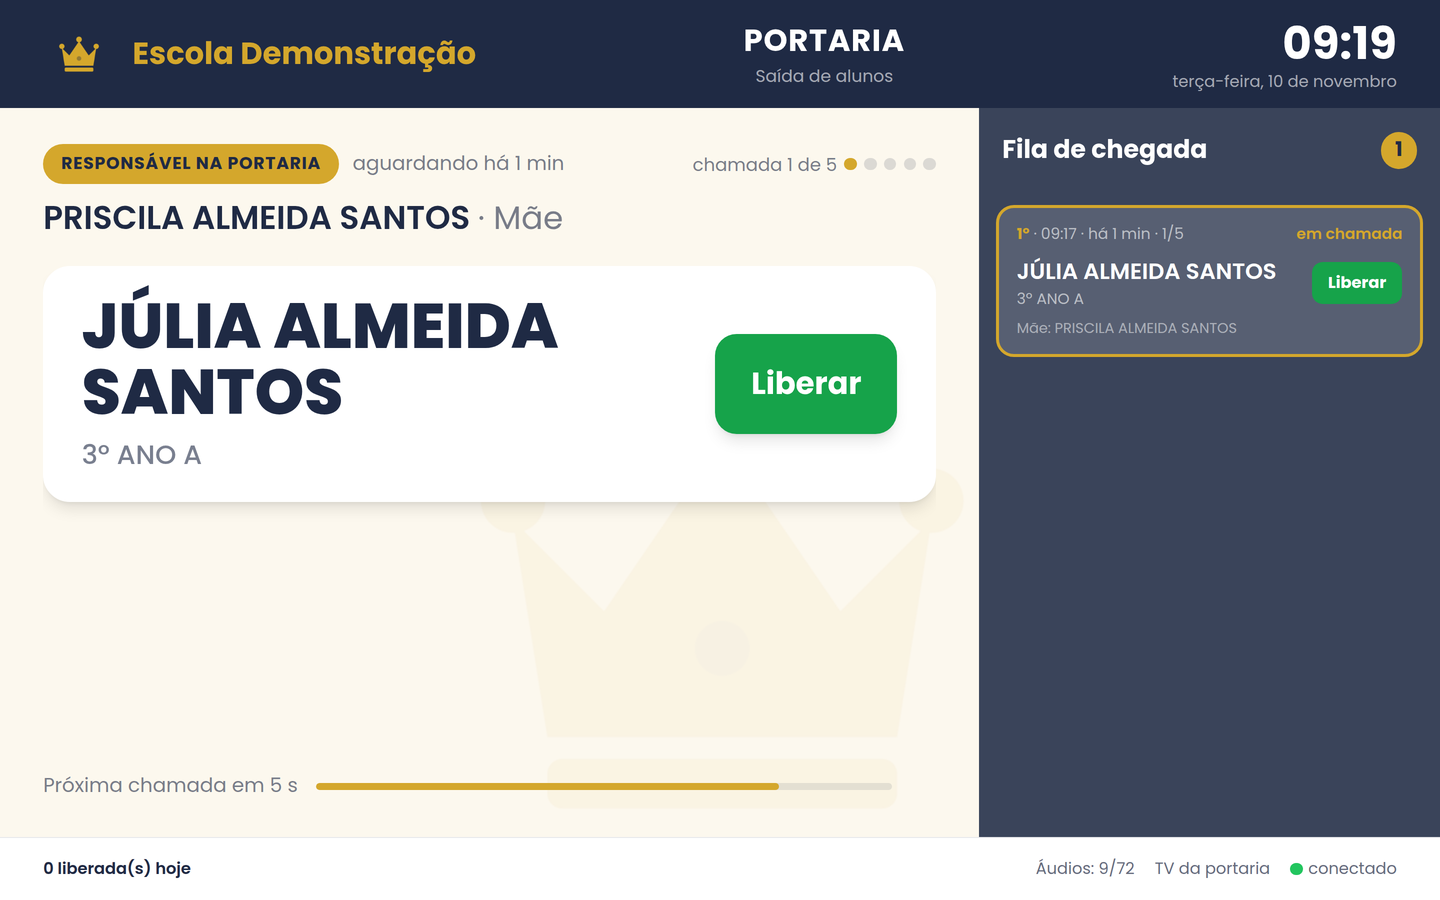 Escola Demonstração
PORTARIA
Saída de alunos
09:19
terça-feira, 10 de novembro
RESPONSÁVEL NA PORTARIA
aguardando há 1 min
chamada 1 de 5
PRISCILA ALMEIDA SANTOS · Mãe
JÚLIA ALMEIDA
SANTOS
3º ANO A
Liberar
Próxima chamada em 5 s
Fila de chegada
1
1º · 09:17 · há 1 min · 1/5
em chamada
JÚLIA ALMEIDA SANTOS
3º ANO A
Mãe: PRISCILA ALMEIDA SANTOS
Liberar
0 liberada(s) hoje
Áudios: 9/72
TV da portaria
conectado